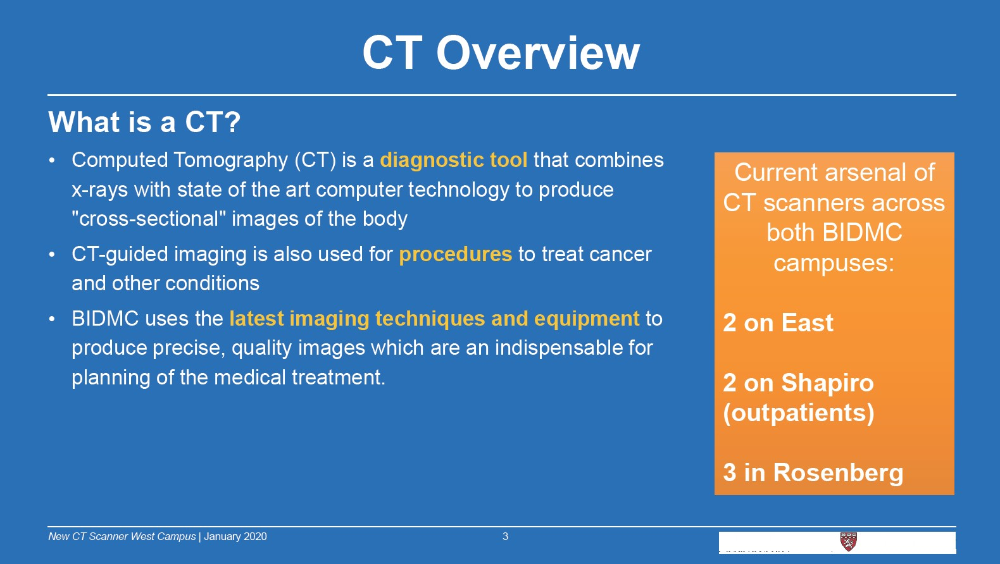 CT Overview
What is a CT?
• Computed Tomography (CT) is a diagnostic tool that combines
x-rays with state of the art computer technology to produce
"cross-sectional" images of the body
• CT-guided imaging is also used for procedures to treat cancer
and other conditions
• BIDMC uses the latest imaging techniques and equipment to
produce precise, quality images which are an indispensable for
planning of the medical treatment.
Current arsenal of
CT scanners across
both BIDMC
campuses:
2 on East
2 on Shapiro
(outpatients)
3 in Rosenberg
New CT Scanner West Campus | January 2020
3